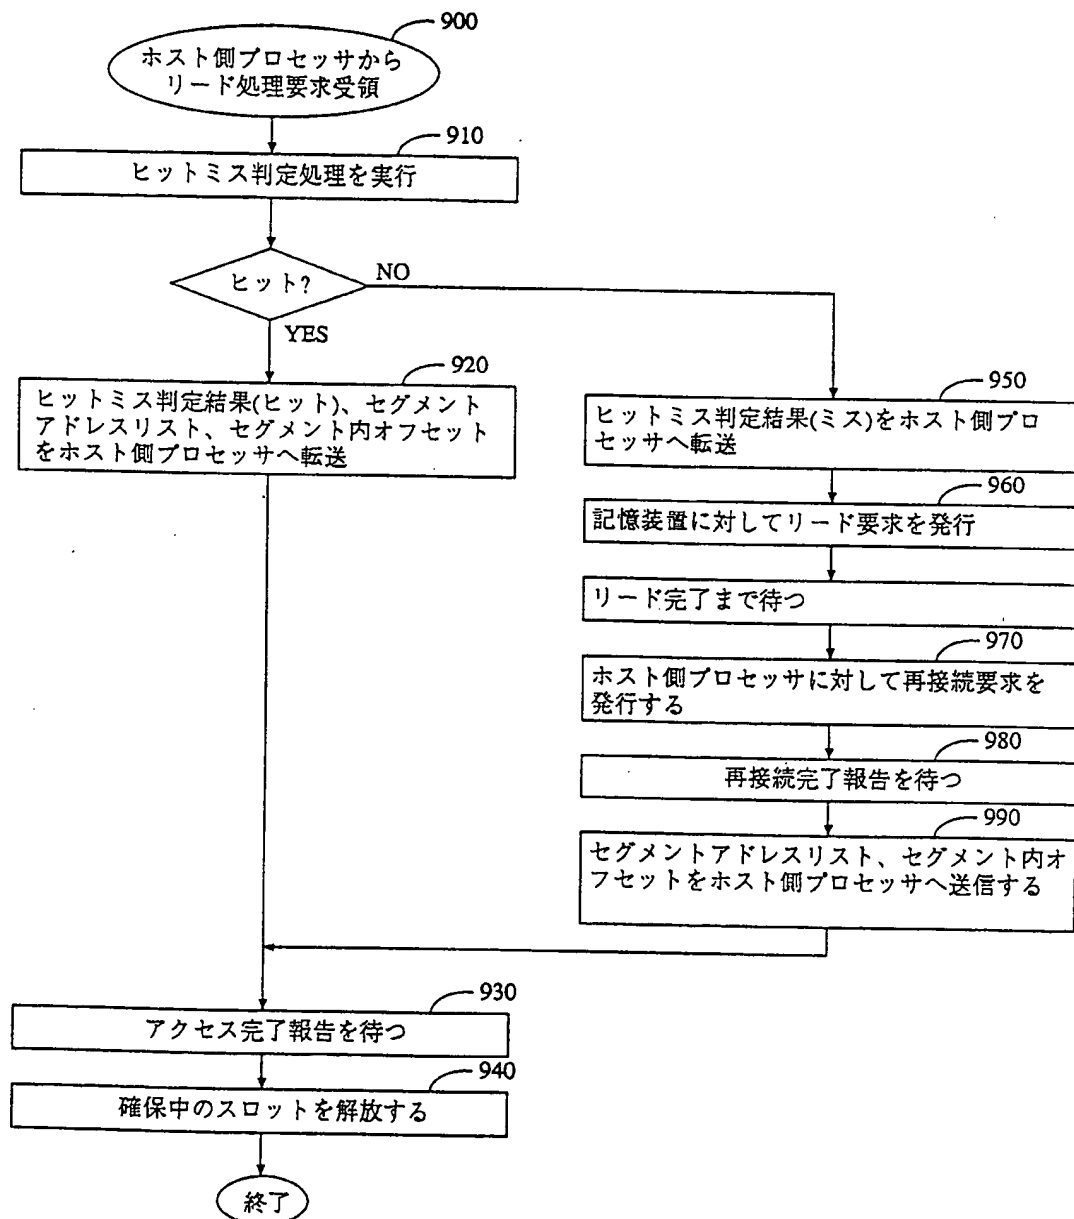 900
ホスト側プロセッサから
リード処理要求受領
910
ヒットミス判定処理を実行
ヒット?
NO
YES
920
ヒットミス判定結果(ヒット)、セグメント
アドレスリスト、セグメント内オフセット
をホスト側プロセッサへ転送
950
ヒットミス判定結果(ミス)をホスト側プロ
セッサへ転送
960
記憶装置に対してリード要求を発行
リード完了まで待つ
970
ホスト側プロセッサに対して再接続要求を
発行する
980
再接続完了報告を待つ
990
セグメントアドレスリスト、セグメント内オ
フセットをホスト側プロセッサへ送信する
930
アクセス完了報告を待つ
940
確保中のスロットを解放する
終了